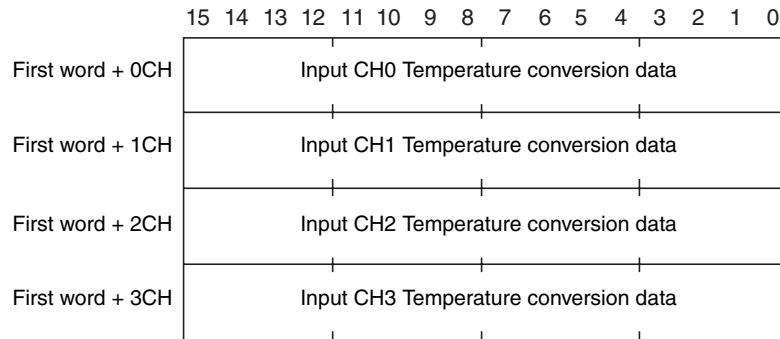 15 14 13 12 11 10 9 8 7 6 5 4 3 2 1 0
First word + 0CH Input CH0 Temperature conversion data
First word + 1CH Input CH1 Temperature conversion data
First word + 2CH Input CH2 Temperature conversion data
First word + 3CH Input CH3 Temperature conversion data